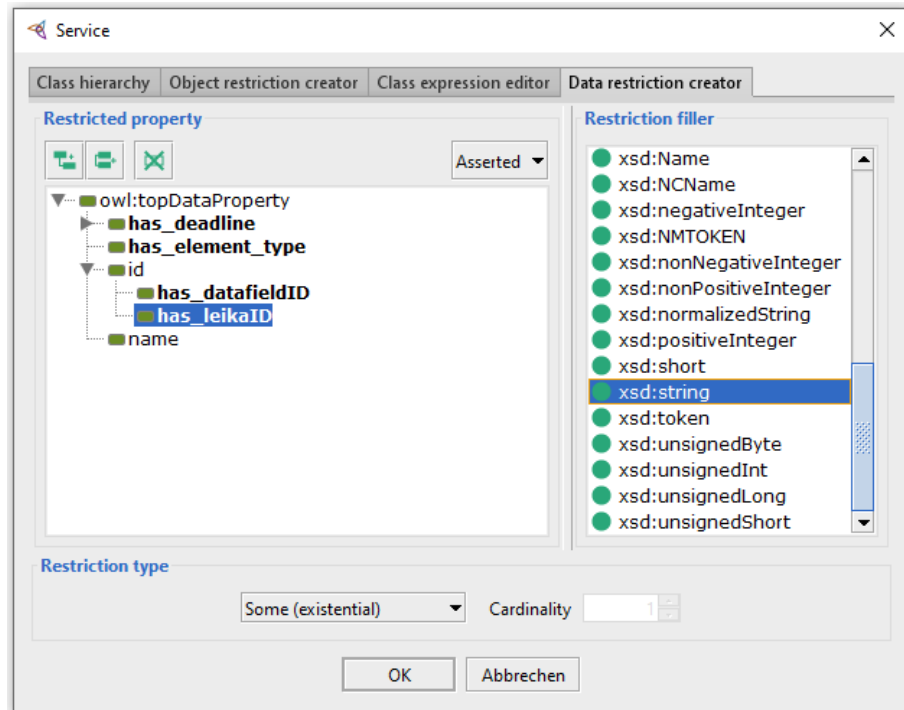 Service
Class hierarchy Object restriction creator Class expression editor Data restriction creator
Restricted property
Asserted
owl:topDataProperty
has_deadline
has_element_type
id
has_datafieldID
has_leikaID
name
Restriction filler
xsd:Name
xsd:NCName
xsd:negativeInteger
xsd:NMTOKEN
xsd:nonNegativeInteger
xsd:nonPositiveInteger
xsd:normalizedString
xsd:positiveInteger
xsd:short
xsd:string
xsd:token
xsd:unsignedByte
xsd:unsignedInt
xsd:unsignedLong
xsd:unsignedShort
Restriction type
Some (existential) Cardinality 1
OK Abbrechen